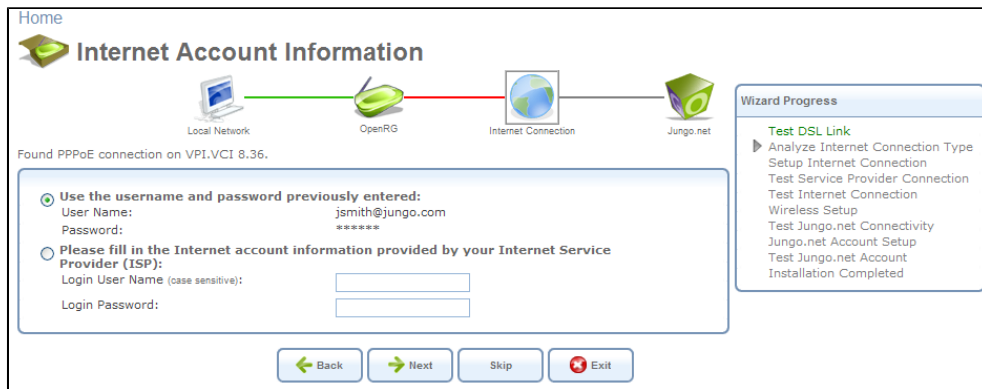 Home
Internet Account Information
Local Network
OpenRG
Internet Connection
Jungo.net
Found PPPoE connection on VPI.VCI 8.36.
Use the username and password previously entered:
User Name: jsmith@jungo.com
Password: ******
Please fill in the Internet account information provided by your Internet Service
Provider (ISP):
Login User Name (case sensitive):
Login Password:
Back
Next
Skip
Exit
Wizard Progress
Test DSL Link
Analyze Internet Connection Type
Setup Internet Connection
Test Service Provider Connection
Test Internet Connection
Wireless Setup
Test Jungo.net Connectivity
Jungo.net Account Setup
Test Jungo.net Account
Installation Completed